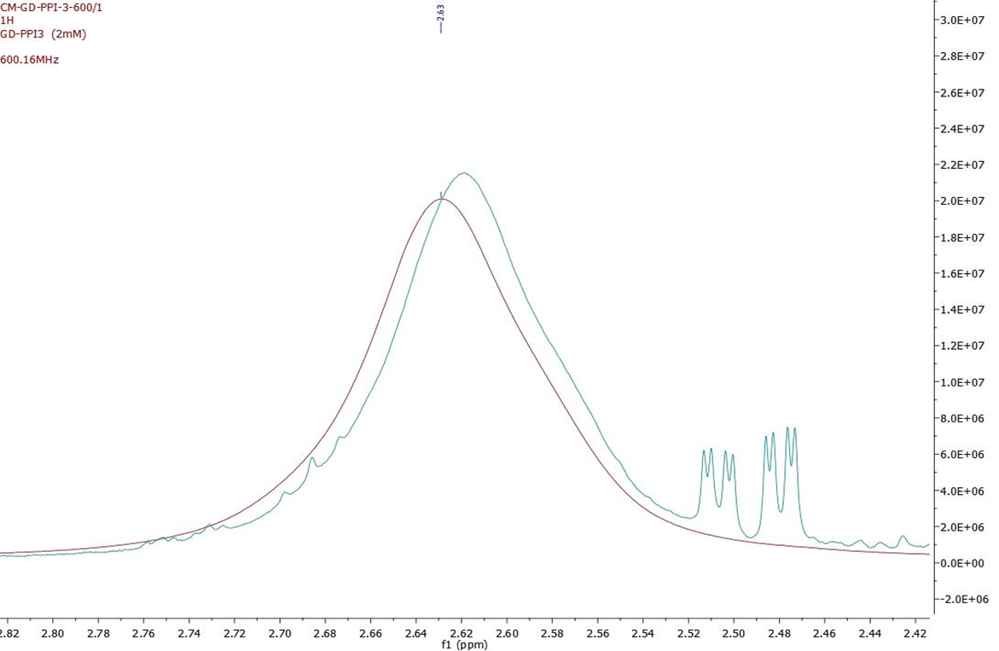 CM-GD-PPI-3-600/1
1H
GD-PPI3 (2mM)
600.16MHz
2.63
3.0E+07
2.8E+07
2.6E+07
2.4E+07
2.2E+07
2.0E+07
1.8E+07
1.6E+07
1.4E+07
1.2E+07
1.0E+07
8.0E+06
6.0E+06
4.0E+06
2.0E+06
0.0E+00
-2.0E+06
2.82 2.80 2.78 2.76 2.74 2.72 2.70 2.68 2.66 2.64 2.62 2.60 2.58 2.56 2.54 2.52 2.50 2.48 2.46 2.44 2.42
f1 (ppm)